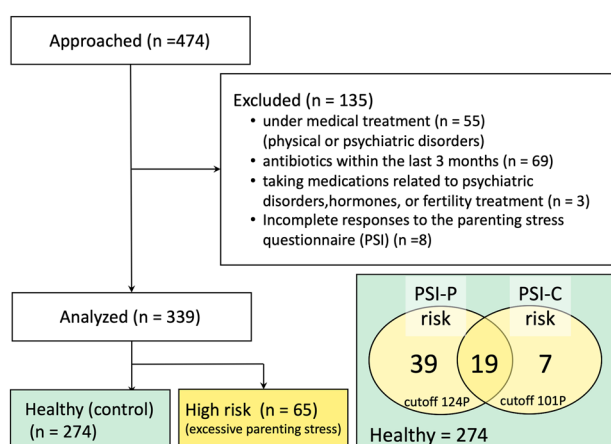 Approached (n =474)
Excluded (n = 135)
• under medical treatment (n = 55)
(physical or psychiatric disorders)
• antibiotics within the last 3 months (n = 69)
• taking medications related to psychiatric
disorders,hormones, or fertility treatment (n = 3)
• Incomplete responses to the parenting stress
questionnaire (PSI) (n =8)
Analyzed (n = 339)
Healthy (control)
(n = 274)
High risk (n = 65)
(excessive parenting stress)
PSI-P
risk
PSI-C
risk
39 19 7
cutoff 124P
cutoff 101P
Healthy = 274